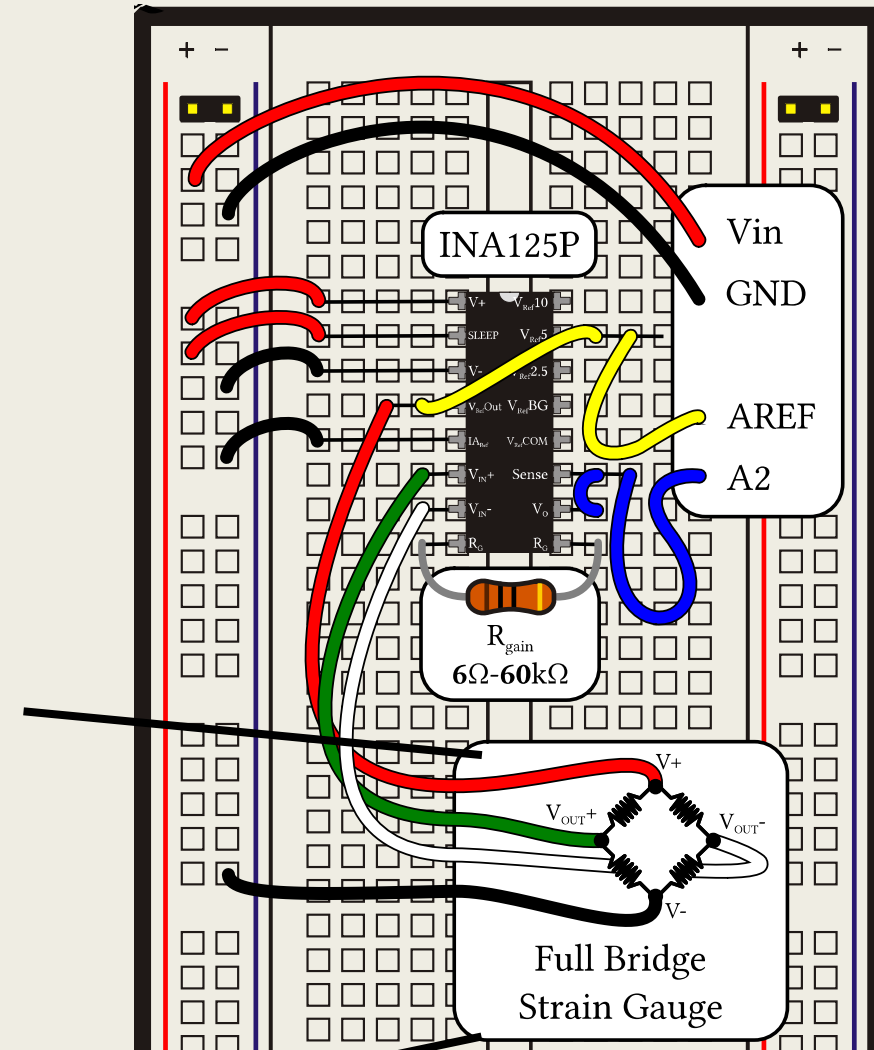 + − + −
INA125P
Vin
GND
AREF
A2
V+ VRef10
SLEEP VRef5
V- VRef2.5
VRefOut VRefBG
IARef VRefCOM
VIN+ Sense
VIN- VO
RG RG
Rgain
6Ω-60kΩ
V+
VOUT+ VOUT-
V-
Full Bridge
Strain Gauge